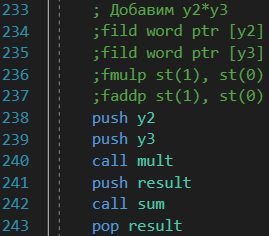 233 ; Добавим y2*y3
234 ;fild word ptr [y2]
235 ;fild word ptr [y3]
236 ;fmulp st(1), st(0)
237 ;faddp st(1), st(0)
238 push y2
239 push y3
240 call mult
241 push result
242 call sum
243 pop result